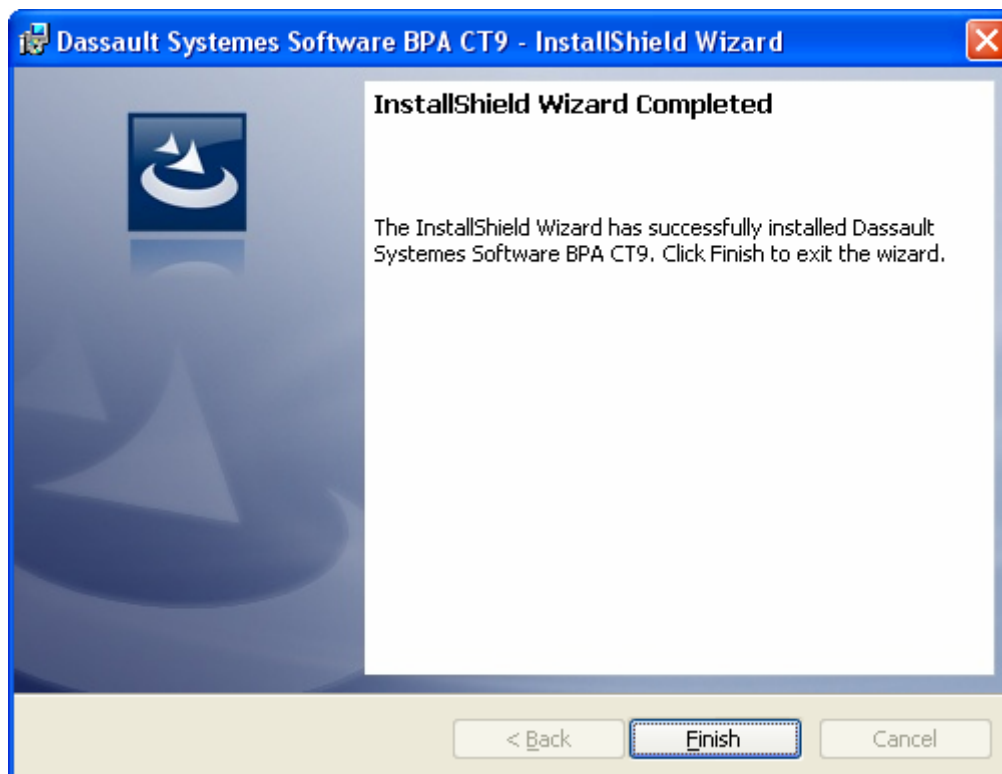 Dassault Systemes Software BPA CT9 - InstallShield Wizard
InstallShield Wizard Completed
The InstallShield Wizard has successfully installed Dassault
Systemes Software BPA CT9. Click Finish to exit the wizard.
< Back
Finish
Cancel